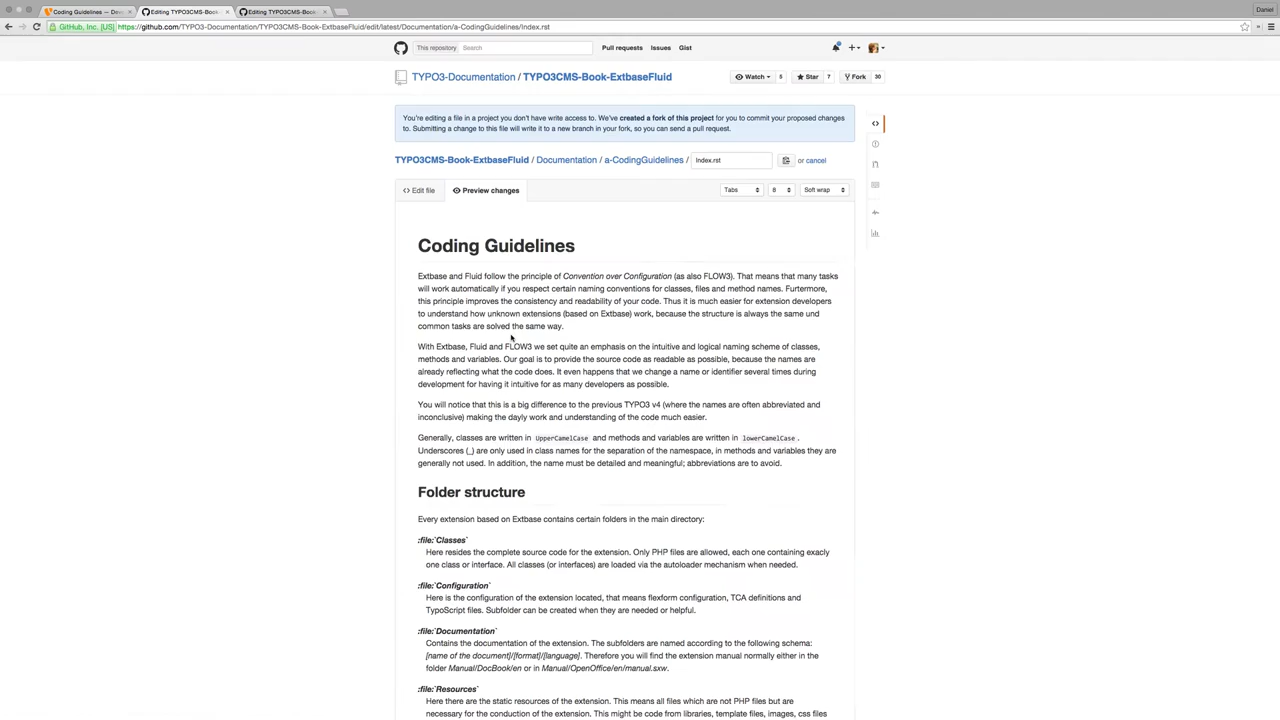 Coding Guidelines — Dev
Editing TYPO3CMS-Book-
Editing TYPO3CMS-Book-
Daniel
GitHub, Inc. [US] https://github.com/TYPO3-Documentation/TYPO3CMS-Book-ExtbaseFluid/edit/latest/Documentation/a-CodingGuidelines/Index.rst
This repository Search Pull requests Issues Gist
TYPO3-Documentation / TYPO3CMS-Book-ExtbaseFluid Watch 5 Star 7 Fork 30
You're editing a file in a project you don't have write access to. We've created a fork of this project for you to commit your proposed changes
to. Submitting a change to this file will write it to a new branch in your fork, so you can send a pull request.
TYPO3CMS-Book-ExtbaseFluid / Documentation / a-CodingGuidelines / Index.rst or cancel
Edit file Preview changes Tabs 8 Soft wrap
Coding Guidelines
Extbase and Fluid follow the principle of Convention over Configuration (as also FLOW3). That means that many tasks
will work automatically if you respect certain naming conventions for classes, files and method names. Furtermore,
this principle improves the consistency and readability of your code. Thus it is much easier for extension developers
to understand how unknown extensions (based on Extbase) work, because the structure is always the same und
common tasks are solved the same way.
With Extbase, Fluid and FLOW3 we set quite an emphasis on the intuitive and logical naming scheme of classes,
methods and variables. Our goal is to provide the source code as readable as possible, because the names are
already reflecting what the code does. It even happens that we change a name or identifier several times during
development for having it intuitive for as many developers as possible.
You will notice that this is a big difference to the previous TYPO3 v4 (where the names are often abbreviated and
inconclusive) making the dayly work and understanding of the code much easier.
Generally, classes are written in UpperCamelCase and methods and variables are written in lowerCamelCase.
Underscores (_) are only used in class names for the separation of the namespace, in methods and variables they are
generally not used. In addition, the name must be detailed and meaningful; abbreviations are to avoid.
Folder structure
Every extension based on Extbase contains certain folders in the main directory:
:file:`Classes`
Here resides the complete source code for the extension. Only PHP files are allowed, each one containing exacly
one class or interface. All classes (or interfaces) are loaded via the autoloader mechanism when needed.
:file:`Configuration`
Here is the configuration of the extension located, that means flexform configuration, TCA definitions and
TypoScript files. Subfolder can be created when they are needed or helpful.
:file:`Documentation`
Contains the documentation of the extension. The subfolders are named according to the following schema:
[name of the document]/[format]/[language]. Therefore you will find the extension manual normally either in the
folder Manual/DocBook/en or in Manual/OpenOffice/en/manual.sxw.
:file:`Resources`
Here there are the static resources of the extension. This means all files which are not PHP files but are
necessary for the conduction of the extension. This might be code from libraries, template files, images, css files